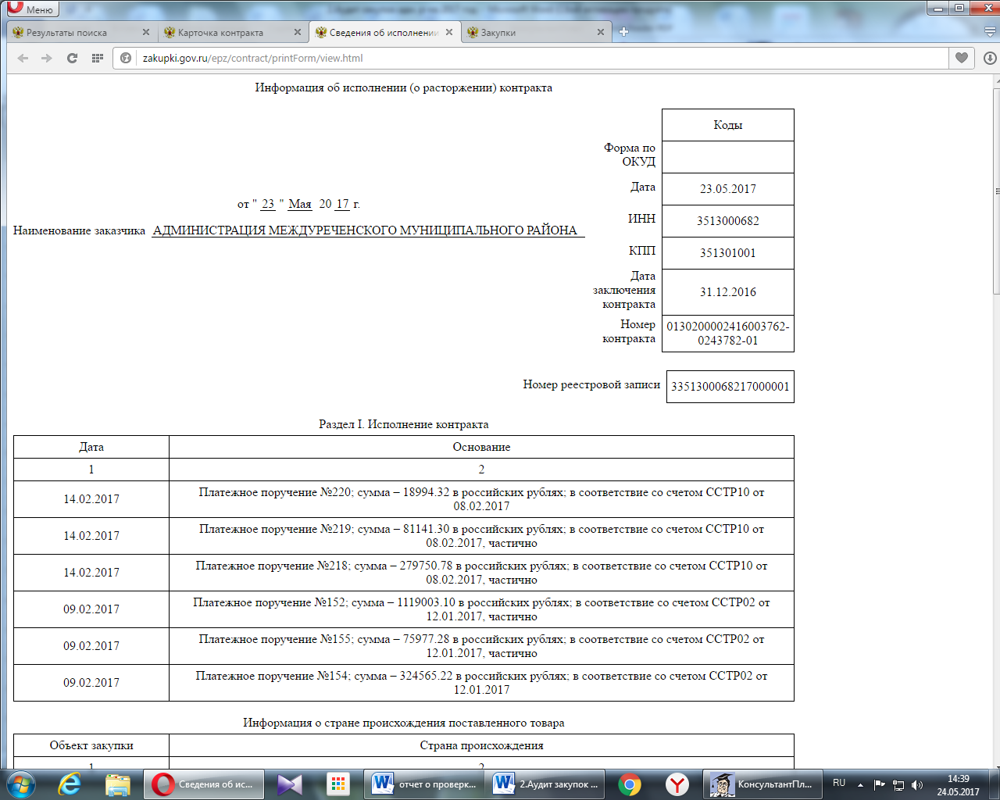 Меню
Результаты поиска
Карточка контракта
Сведения об исполнении
Закупки
zakupki.gov.ru/epz/contract/printForm/view.html
Информация об исполнении (о расторжении) контракта
Коды
Форма по
ОКУД
Дата
23.05.2017
от " 23 " Мая 20 17 г.
ИНН
3513000682
Наименование заказчика АДМИНИСТРАЦИЯ МЕЖДУРЕЧЕНСКОГО МУНИЦИПАЛЬНОГО РАЙОНА
КПП
351301001
Дата
заключения
контракта
31.12.2016
Номер
контракта
0130200002416003762-
0243782-01
Номер реестровой записи
3351300068217000001
Раздел I. Исполнение контракта
Дата
Основание
1
2
14.02.2017
Платежное поручение №220; сумма – 18994.32 в российских рублях; в соответствие со счетом ССТР10 от
08.02.2017
14.02.2017
Платежное поручение №219; сумма – 81141.30 в российских рублях; в соответствие со счетом ССТР10 от
08.02.2017, частично
14.02.2017
Платежное поручение №218; сумма – 279750.78 в российских рублях; в соответствие со счетом ССТР10 от
08.02.2017, частично
09.02.2017
Платежное поручение №152; сумма – 1119003.10 в российских рублях; в соответствие со счетом ССТР02 от
12.01.2017, частично
09.02.2017
Платежное поручение №155; сумма – 75977.28 в российских рублях; в соответствие со счетом ССТР02 от
12.01.2017, частично
09.02.2017
Платежное поручение №154; сумма – 324565.22 в российских рублях; в соответствие со счетом ССТР02 от
12.01.2017
Информация о стране происхождения поставленного товара
Объект закупки
Страна происхождения
1
2
Сведения об ис...
отчет о проверк...
2.Аудит закупок ...
КонсультантПл...
RU
14:39
24.05.2017